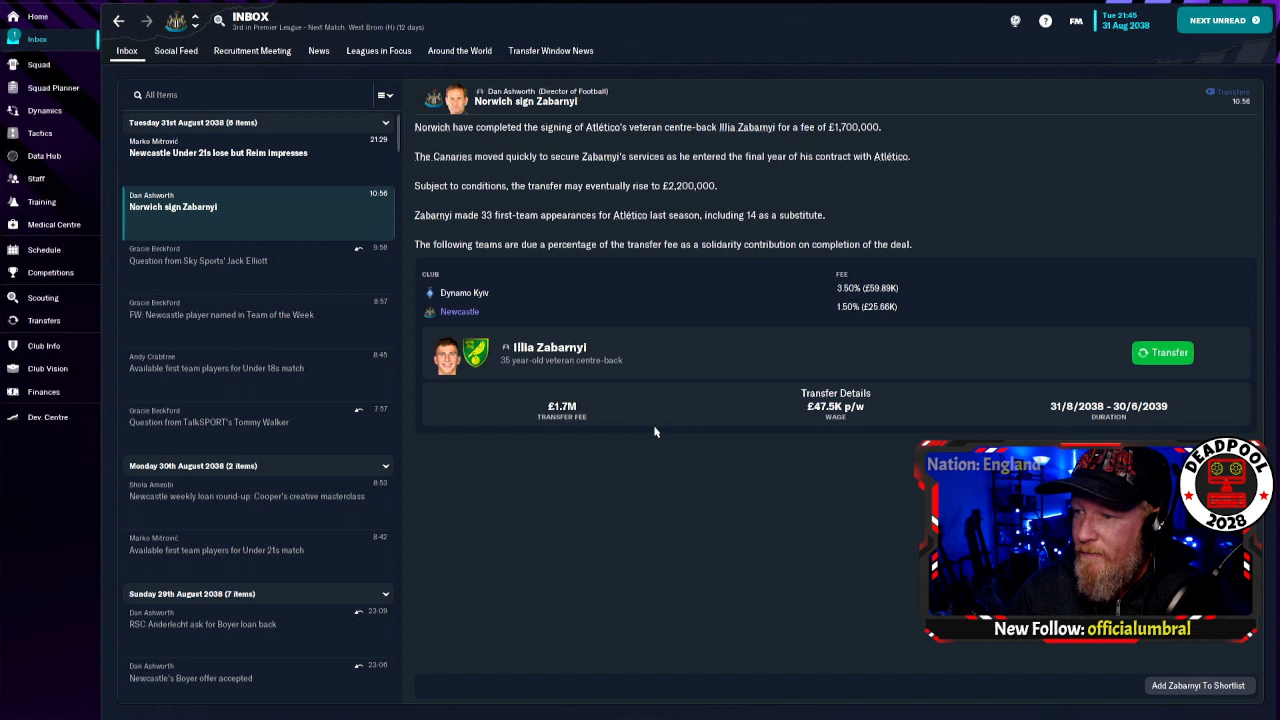 Home
Inbox
1
Squad
Squad Planner
Dynamics
Tactics
Data Hub
Staff
Training
Medical Centre
Schedule
Competitions
Scouting
Transfers
Club Info
Club Vision
Finances
Dev. Centre
INBOX
3rd in Premier League - Next Match: West Brom (H) (12 days)
FM
Tue 21:45
31 Aug 2038
NEXT UNREAD
Inbox
Social Feed
Recruitment Meeting
News
Leagues in Focus
Around the World
Transfer Window News
All Items
Tuesday 31st August 2038 (6 items)
Marko Mitrović
21:29
Newcastle Under 21s lose but Reim impresses
Dan Ashworth
10:56
Norwich sign Zabarnyi
Gracie Beckford
9:56
Question from Sky Sports' Jack Elliott
Gracie Beckford
8:57
FW: Newcastle player named in Team of the Week
Andy Crabtree
8:45
Available first team players for Under 18s match
Gracie Beckford
7:57
Question from TalkSPORT's Tommy Walker
Monday 30th August 2038 (2 items)
Shola Ameobi
8:53
Newcastle weekly loan round-up: Cooper's creative masterclass
Marko Mitrović
8:42
Available first team players for Under 21s match
Sunday 29th August 2038 (7 items)
Dan Ashworth
23:09
RSC Anderlecht ask for Boyer loan back
Dan Ashworth
23:06
Newcastle's Boyer offer accepted
Dan Ashworth (Director of Football)
Norwich sign Zabarnyi
Transfers
10:56
Norwich have completed the signing of Atlético's veteran centre-back Illia Zabarnyi for a fee of £1,700,000.
The Canaries moved quickly to secure Zabarnyi's services as he entered the final year of his contract with Atlético.
Subject to conditions, the transfer may eventually rise to £2,200,000.
Zabarnyi made 33 first-team appearances for Atlético last season, including 14 as a substitute.
The following teams are due a percentage of the transfer fee as a solidarity contribution on completion of the deal.
CLUB
FEE
Dynamo Kyiv
3.50% (£59.89K)
Newcastle
1.50% (£25.66K)
Illia Zabarnyi
35 year-old veteran centre-back
Transfer
Transfer Details
£1.7M
TRANSFER FEE
£47.5K p/w
WAGE
31/8/2038 - 30/6/2039
DURATION
Nation: England
DEADPOOL
2028
New Follow: officialumbral
Add Zabarnyi To Shortlist